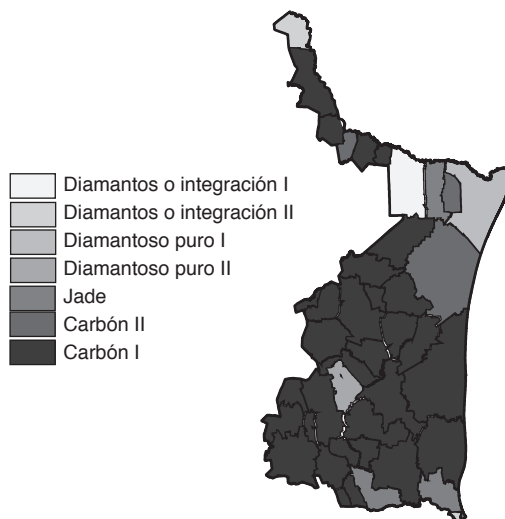 Diamantos o integración I
Diamantos o integración II
Diamantoso puro I
Diamantoso puro II
Jade
Carbón II
Carbón I